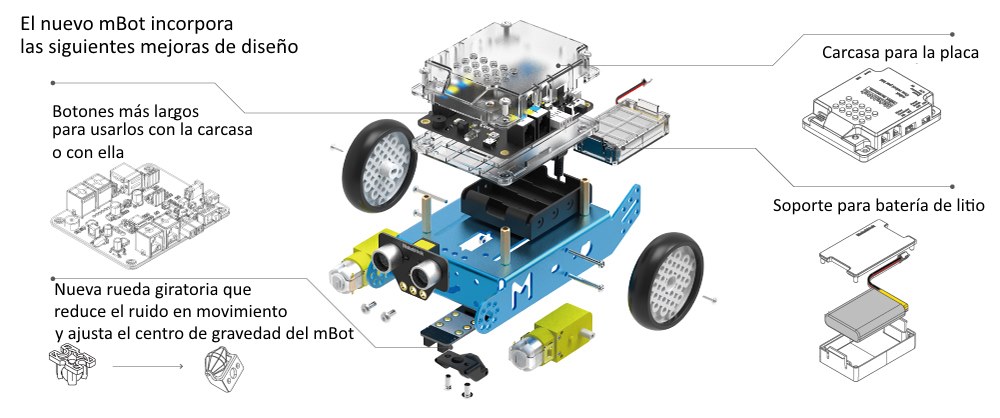 El nuevo mBot incorpora
las siguientes mejoras de diseño
Carcasa para la placa
Botones más largos
para usarlos con la carcasa
o con ella
Soporte para batería de litio
Nueva rueda giratoria que
reduce el ruido en movimiento
y ajusta el centro de gravedad del mBot
M